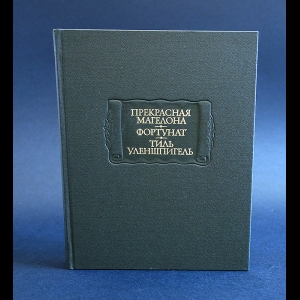 ПРЕКРАСНАЯ
МАГЕЛОНА
ФОРТУНАТ
ТИЛЬ
УЛЕНШПИГЕЛЬ